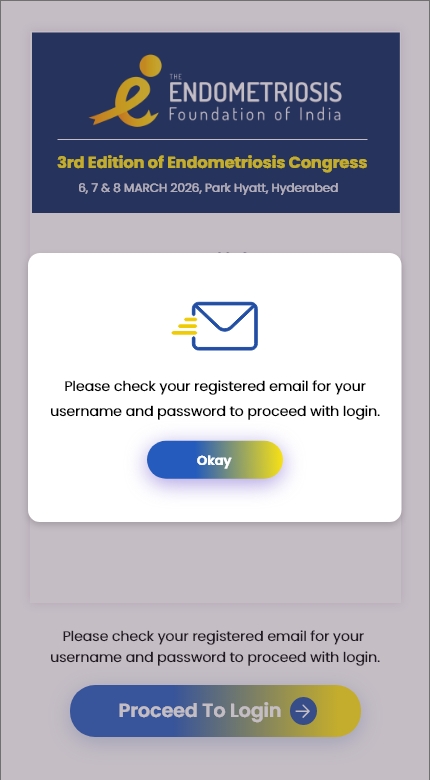 THE
ENDOMETRIOSIS
Foundation of India
3rd Edition of Endometriosis Congress
6, 7 & 8 MARCH 2026, Park Hyatt, Hyderabed
Please check your registered email for your
username and password to proceed with login.
Okay
Please check your registered email for your
username and password to proceed with login.
Proceed To Login